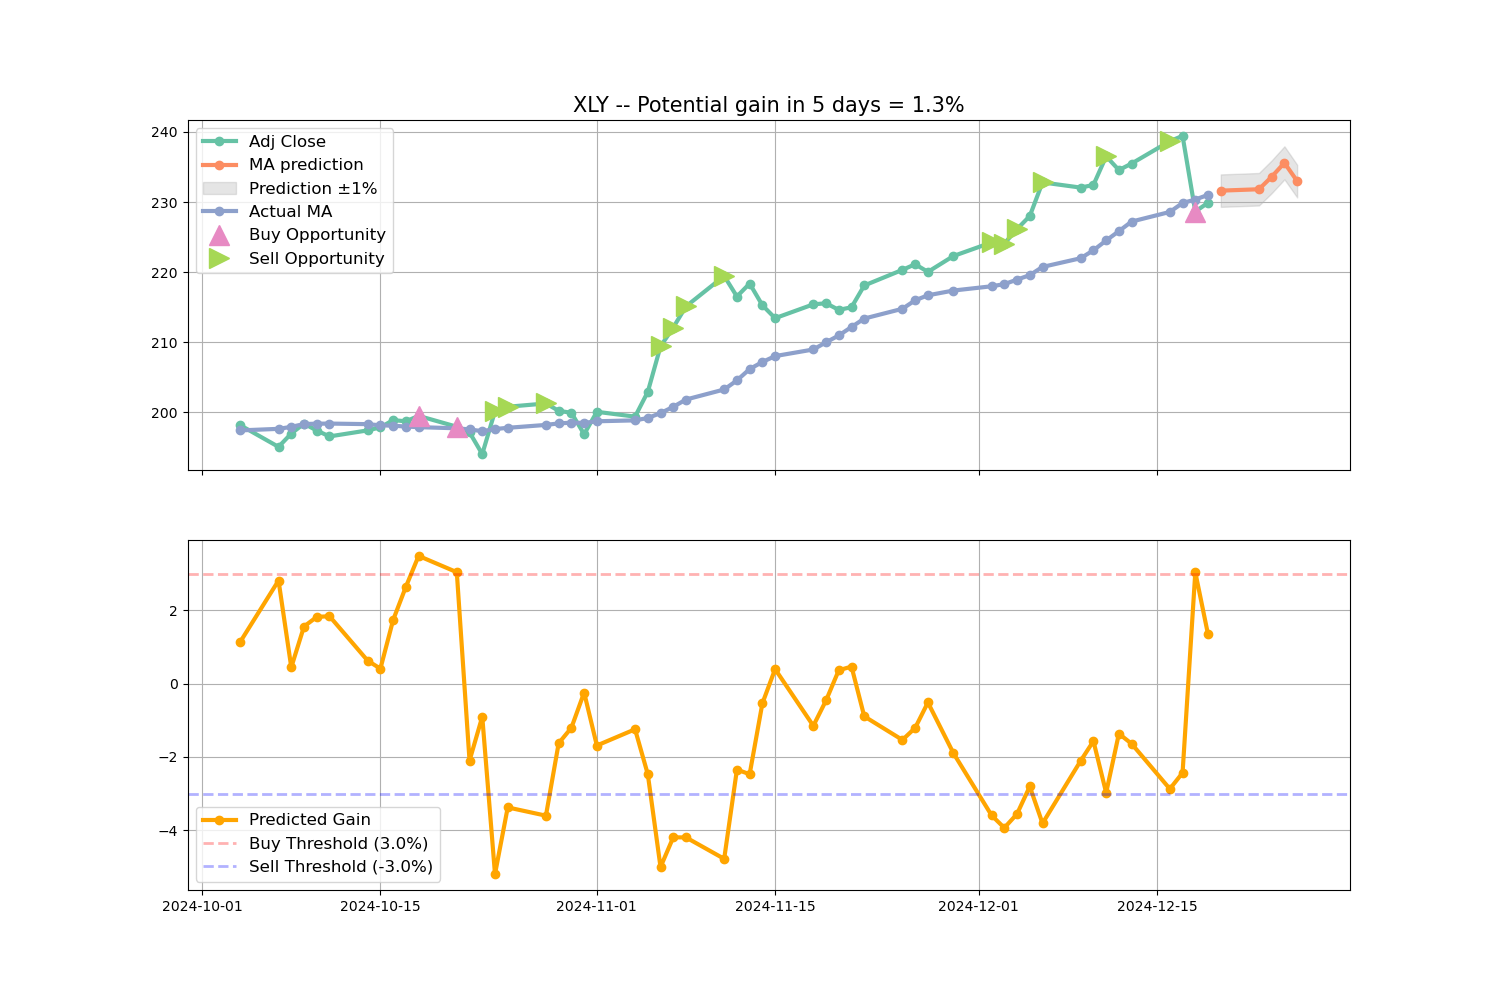 XLY -- Potential gain in 5 days = 1.3%
240
230
220
210
200
Adj Close
MA prediction
Prediction ±1%
Actual MA
Buy Opportunity
Sell Opportunity
2
0
−2
−4
Predicted Gain
Buy Threshold (3.0%)
Sell Threshold (-3.0%)
2024-10-01 2024-10-15 2024-11-01 2024-11-15 2024-12-01 2024-12-15